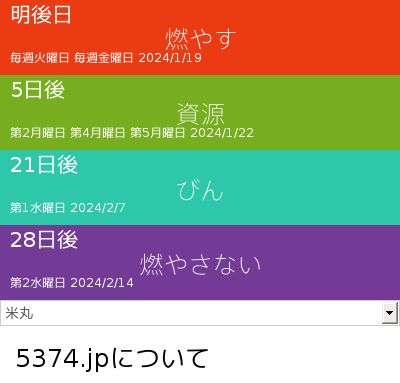 明後日
燃やす
毎週火曜日 毎週金曜日 2024/1/19
5日後
資源
第2月曜日 第4月曜日 第5月曜日 2024/1/22
21日後
びん
第1水曜日 2024/2/7
28日後
燃やさない
第2水曜日 2024/2/14
米丸
5374.jpについて